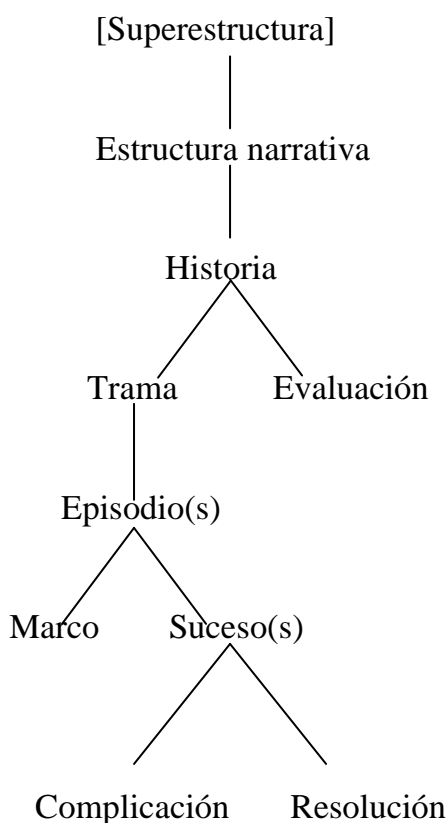 [Superestructura]
Estructura narrativa
Historia
Trama Evaluación
Episodio(s)
Marco Suceso(s)
Complicación Resolución